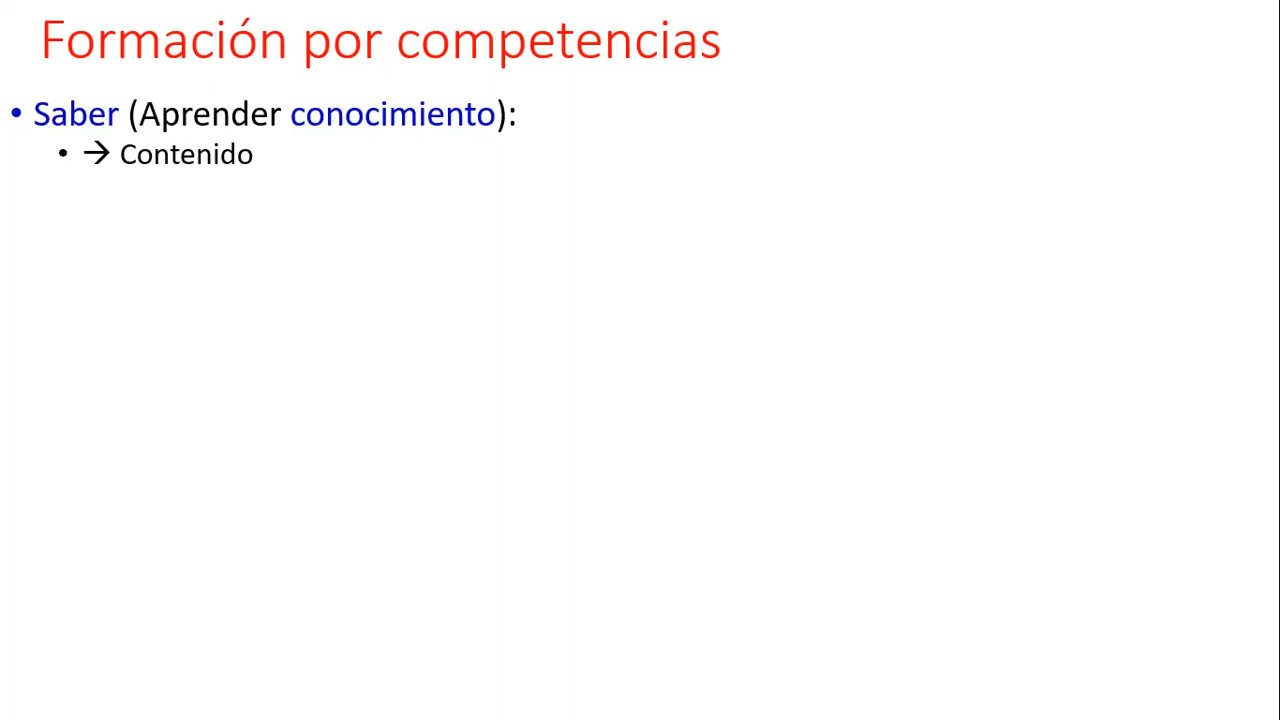 Formación por competencias
• Saber (Aprender conocimiento):
• → Contenido